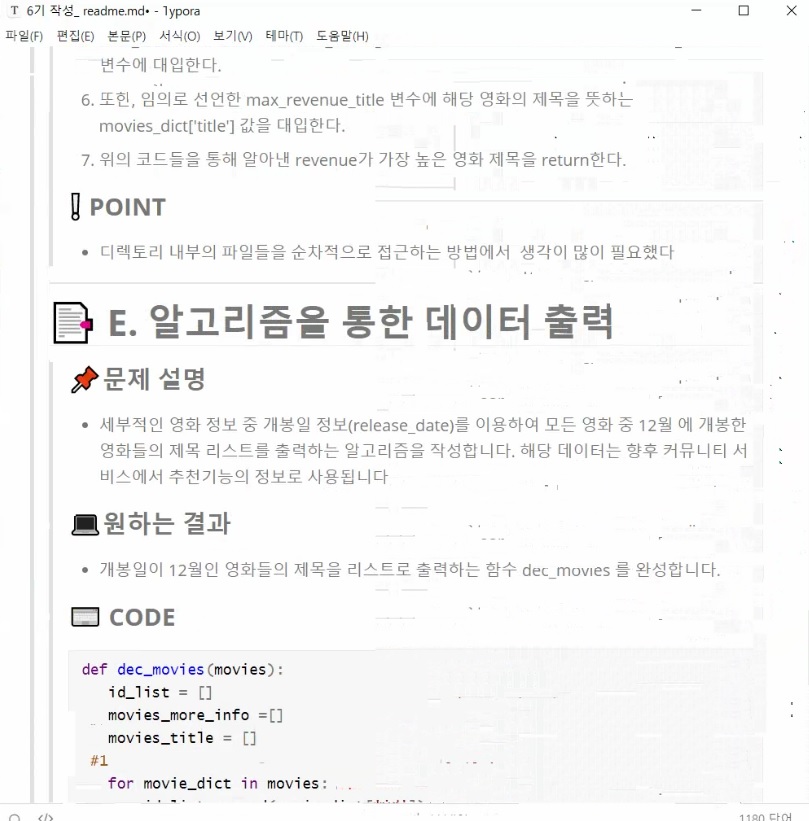 6기 작성_ readme.md• - Typora
파일(F) 편집(E) 본문(P) 서식(O) 보기(V) 테마(T) 도움말(H)
변수에 대입한다.
6. 또한, 임의로 선언한 max_revenue_title 변수에 해당 영화의 제목을 뜻하는
movies_dict['title'] 값을 대입한다.
7. 위의 코드들을 통해 알아낸 revenue가 가장 높은 영화 제목을 return한다.
POINT
• 디렉토리 내부의 파일들을 순차적으로 접근하는 방법에서 생각이 많이 필요했다
E. 알고리즘을 통한 데이터 출력
문제 설명
• 세부적인 영화 정보 중 개봉일 정보(release_date)를 이용하여 모든 영화 중 12월 에 개봉한
영화들의 제목 리스트를 출력하는 알고리즘을 작성합니다. 해당 데이터는 향후 커뮤니티 서
비스에서 추천기능의 정보로 사용됩니다
원하는 결과
• 개봉일이 12월인 영화들의 제목을 리스트로 출력하는 함수 dec_movies 를 완성합니다.
CODE
def dec_movies(movies):
id_list = []
movies_more_info =[]
movies_title = []
#1
for movie_dict in movies:
1180 단어